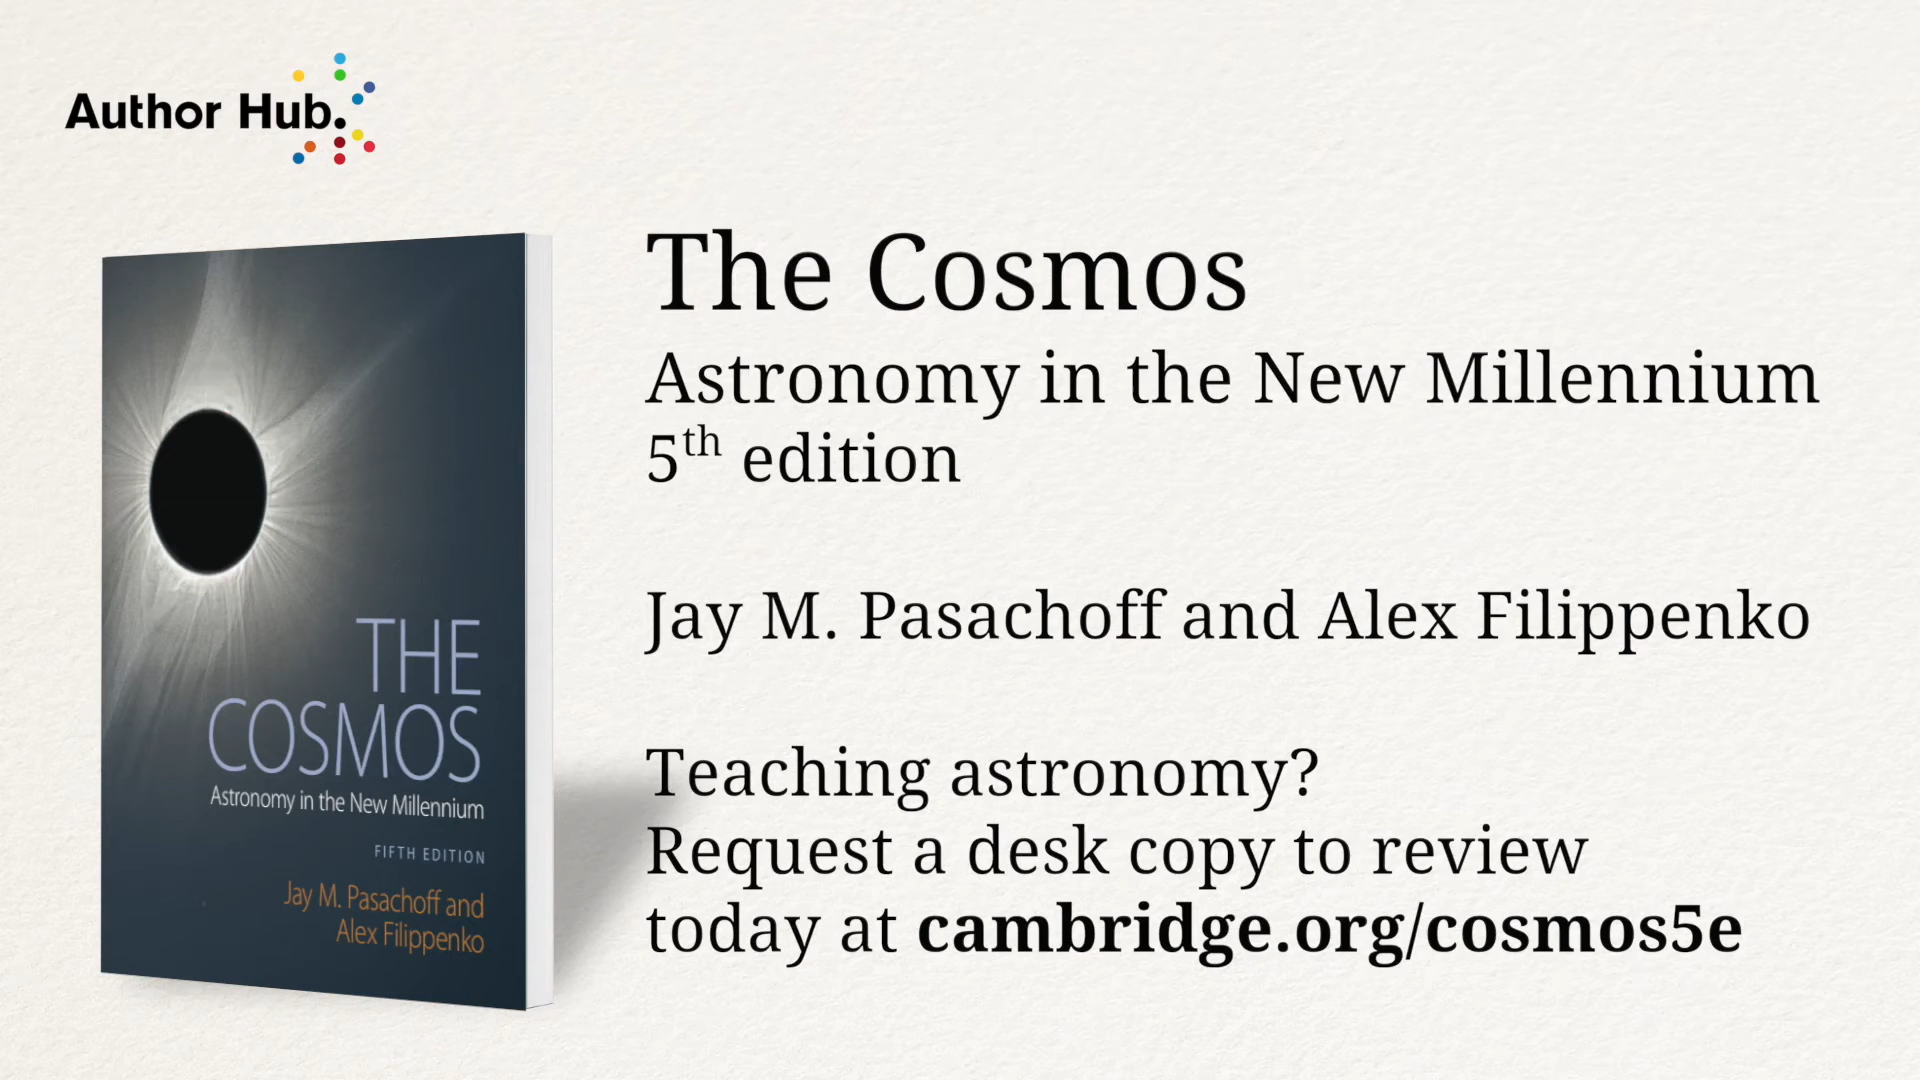 Author Hub.
The Cosmos
Astronomy in the New Millennium
5th edition
Jay M. Pasachoff and Alex Filippenko
Teaching astronomy?
Request a desk copy to review
today at cambridge.org/cosmos5e
THE
COSMOS
Astronomy in the New Millennium
FIFTH EDITION
Jay M. Pasachoff and
Alex Filippenko